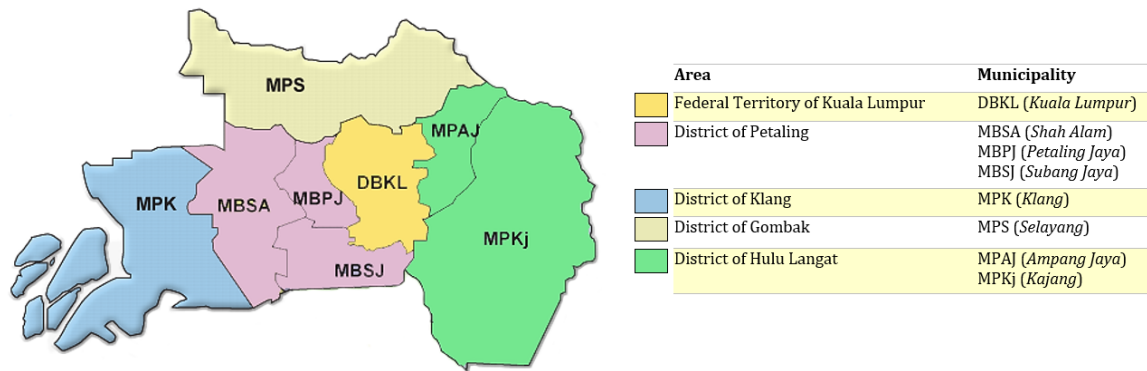 MPS
MPAJ
DBKL
MPK
MBSA
MBPJ
MPKj
MBSJ
Area Municipality
Federal Territory of Kuala Lumpur DBKL (Kuala Lumpur)
District of Petaling MBSA (Shah Alam)
MBPJ (Petaling Jaya)
MBSJ (Subang Jaya)
District of Klang MPK (Klang)
District of Gombak MPS (Selayang)
District of Hulu Langat MPAJ (Ampang Jaya)
MPKj (Kajang)